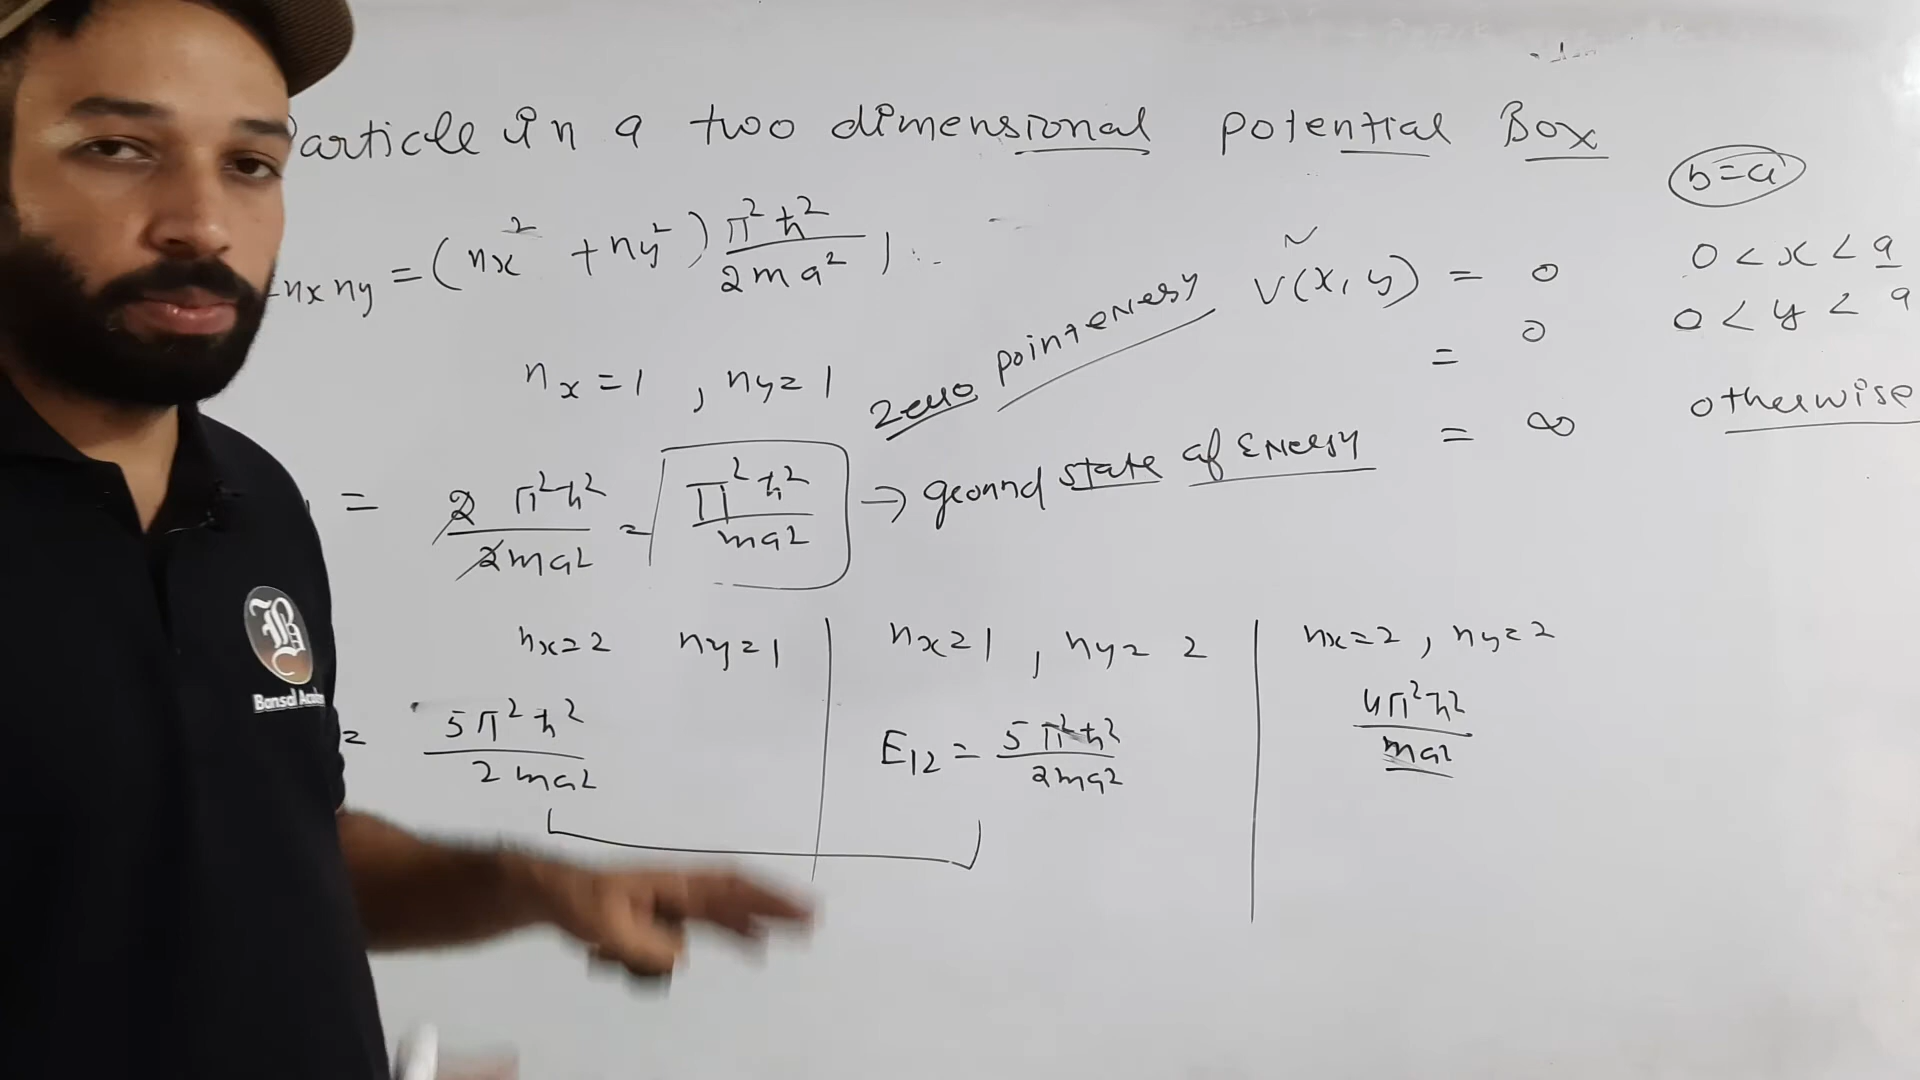 Particle in a two dimensional potential Box
b=a
nx ny = (nx² + ny²) π²ħ² / 2ma²
V(x, y) = 0 0 < x < a
= 0 0 < y < a
= ∞ otherwise
nx = 1 , ny = 1
Zero point energy
= 2 π²ħ² / 2ma² = π²ħ² / ma² → ground state of Energy
nx = 2 ny = 1
= 5π²ħ² / 2ma²
nx = 1 , ny = 2
E12 = 5π²ħ² / 2ma²
nx = 2 , ny = 2
4π²ħ² / ma²
B
Bansal